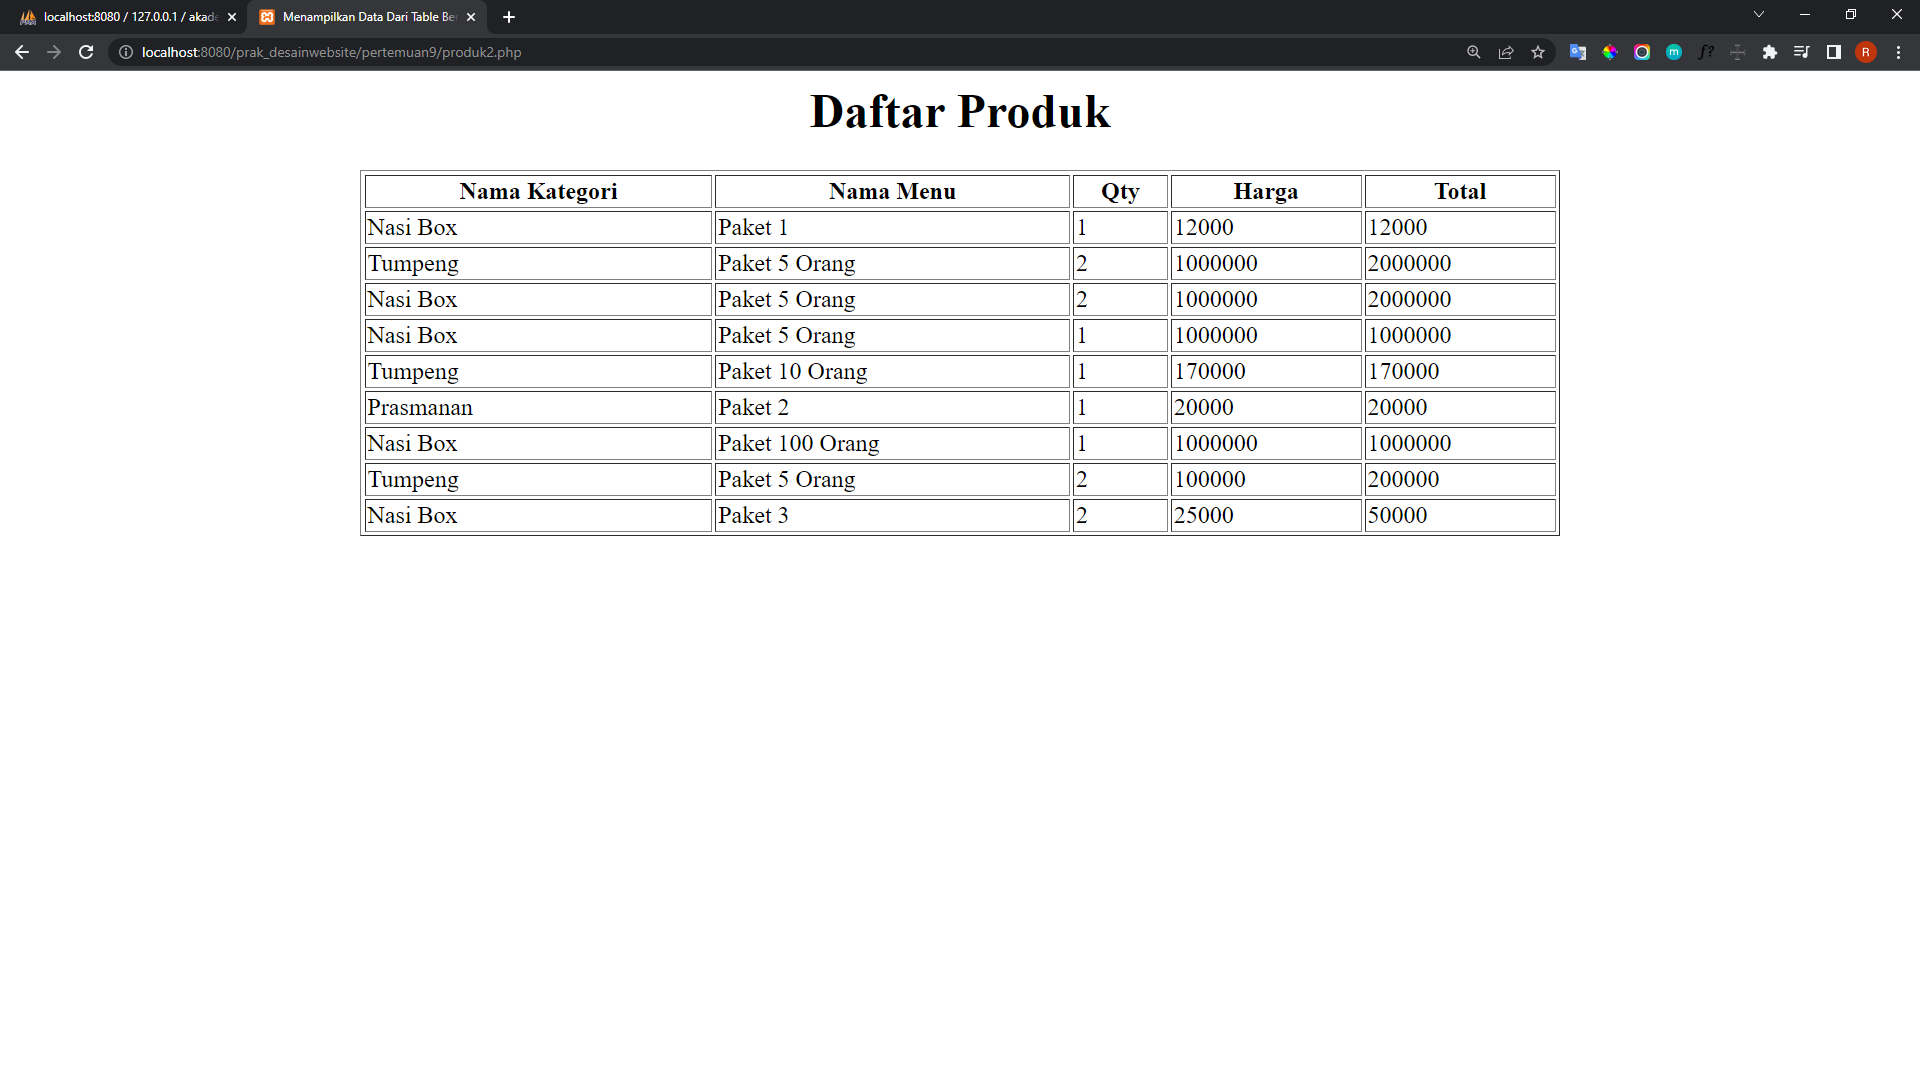 localhost:8080 / 127.0.0.1 / akade
Menampilkan Data Dari Table Ber
localhost:8080/prak_desainwebsite/pertemuan9/produk2.php
m
f?
R
Daftar Produk
Nama Kategori Nama Menu Qty Harga Total
Nasi Box Paket 1 1 12000 12000
Tumpeng Paket 5 Orang 2 1000000 2000000
Nasi Box Paket 5 Orang 2 1000000 2000000
Nasi Box Paket 5 Orang 1 1000000 1000000
Tumpeng Paket 10 Orang 1 170000 170000
Prasmanan Paket 2 1 20000 20000
Nasi Box Paket 100 Orang 1 1000000 1000000
Tumpeng Paket 5 Orang 2 100000 200000
Nasi Box Paket 3 2 25000 50000